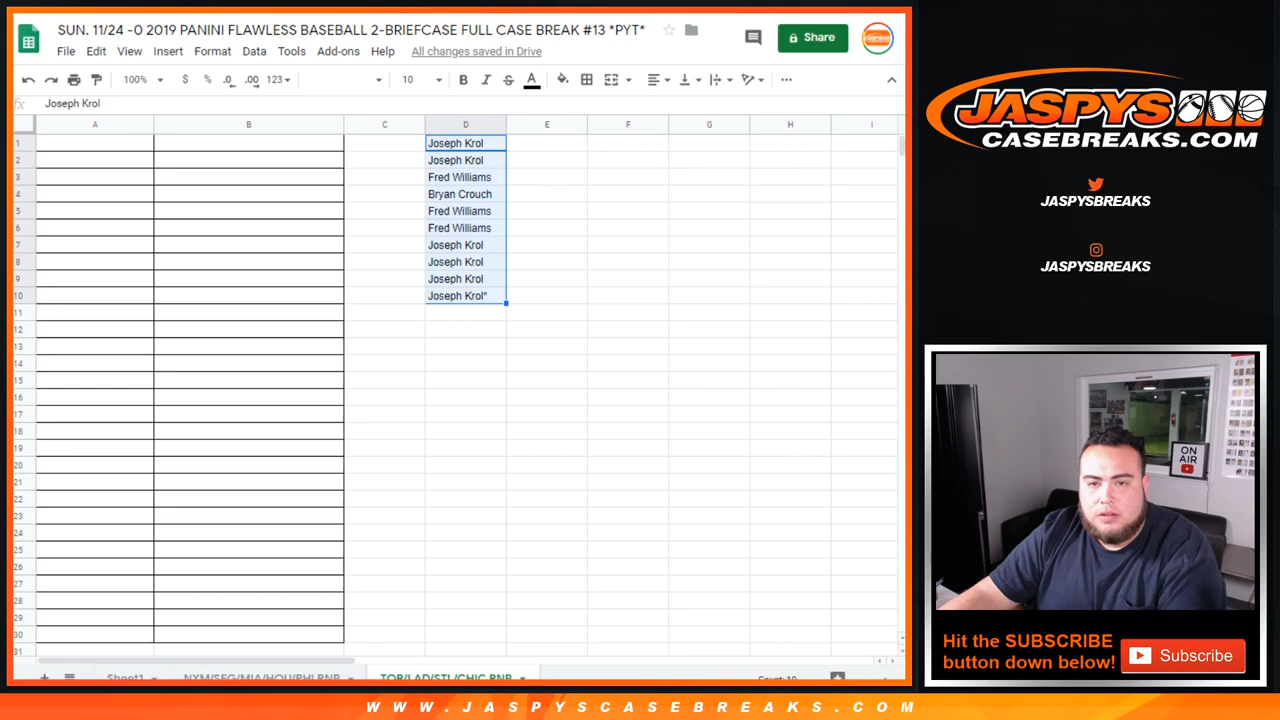 SUN. 11/24 -0 2019 PANINI FLAWLESS BASEBALL 2-BRIEFCASE FULL CASE BREAK #13 *PYT*
File Edit View Insert Format Data Tools Add-ons Help All changes saved in Drive
Share
100% $ % .0 .00 123 10 B I S A
fx Joseph Krol
A B C D E F G H I
1 Joseph Krol
2 Joseph Krol
3 Fred Williams
4 Bryan Crouch
5 Fred Williams
6 Fred Williams
7 Joseph Krol
8 Joseph Krol
9 Joseph Krol
10 Joseph Krol*
11
12
13
14
15
16
17
18
19
20
21
22
23
24
25
26
27
28
29
30
31
Sheet1 NYM/SFG/MIA/HOU/PHI RNB TOR/LAD/STL/CHIC RNB Count: 10
JASPYS
CASEBREAKS.COM
JASPYSBREAKS
JASPYSBREAKS
ON
AIR
Hit the SUBSCRIBE
button down below!
Subscribe
WWW.JASPYSCASEBREAKS.COM